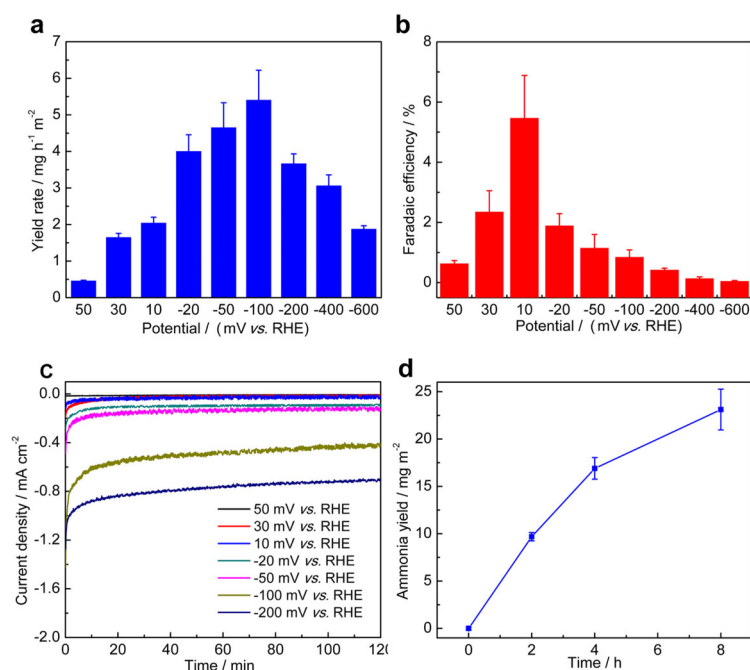 a
Yield rate / mg h-1 m-2
7
6
5
4
3
2
1
0
50 30 10 -20 -50 -100 -200 -400 -600
Potential / (mV vs. RHE)
b
Faradaic efficiency / %
8
6
4
2
0
50 30 10 -20 -50 -100 -200 -400 -600
Potential / (mV vs. RHE)
c
Current density / mA cm-2
0.0
-0.4
-0.8
-1.2
-1.6
-2.0
50 mV vs. RHE
30 mV vs. RHE
10 mV vs. RHE
-20 mV vs. RHE
-50 mV vs. RHE
-100 mV vs. RHE
-200 mV vs. RHE
0 20 40 60 80 100 120
Time / min
d
Ammonia yield / mg m-2
25
20
15
10
5
0
0 2 4 6 8
Time / h